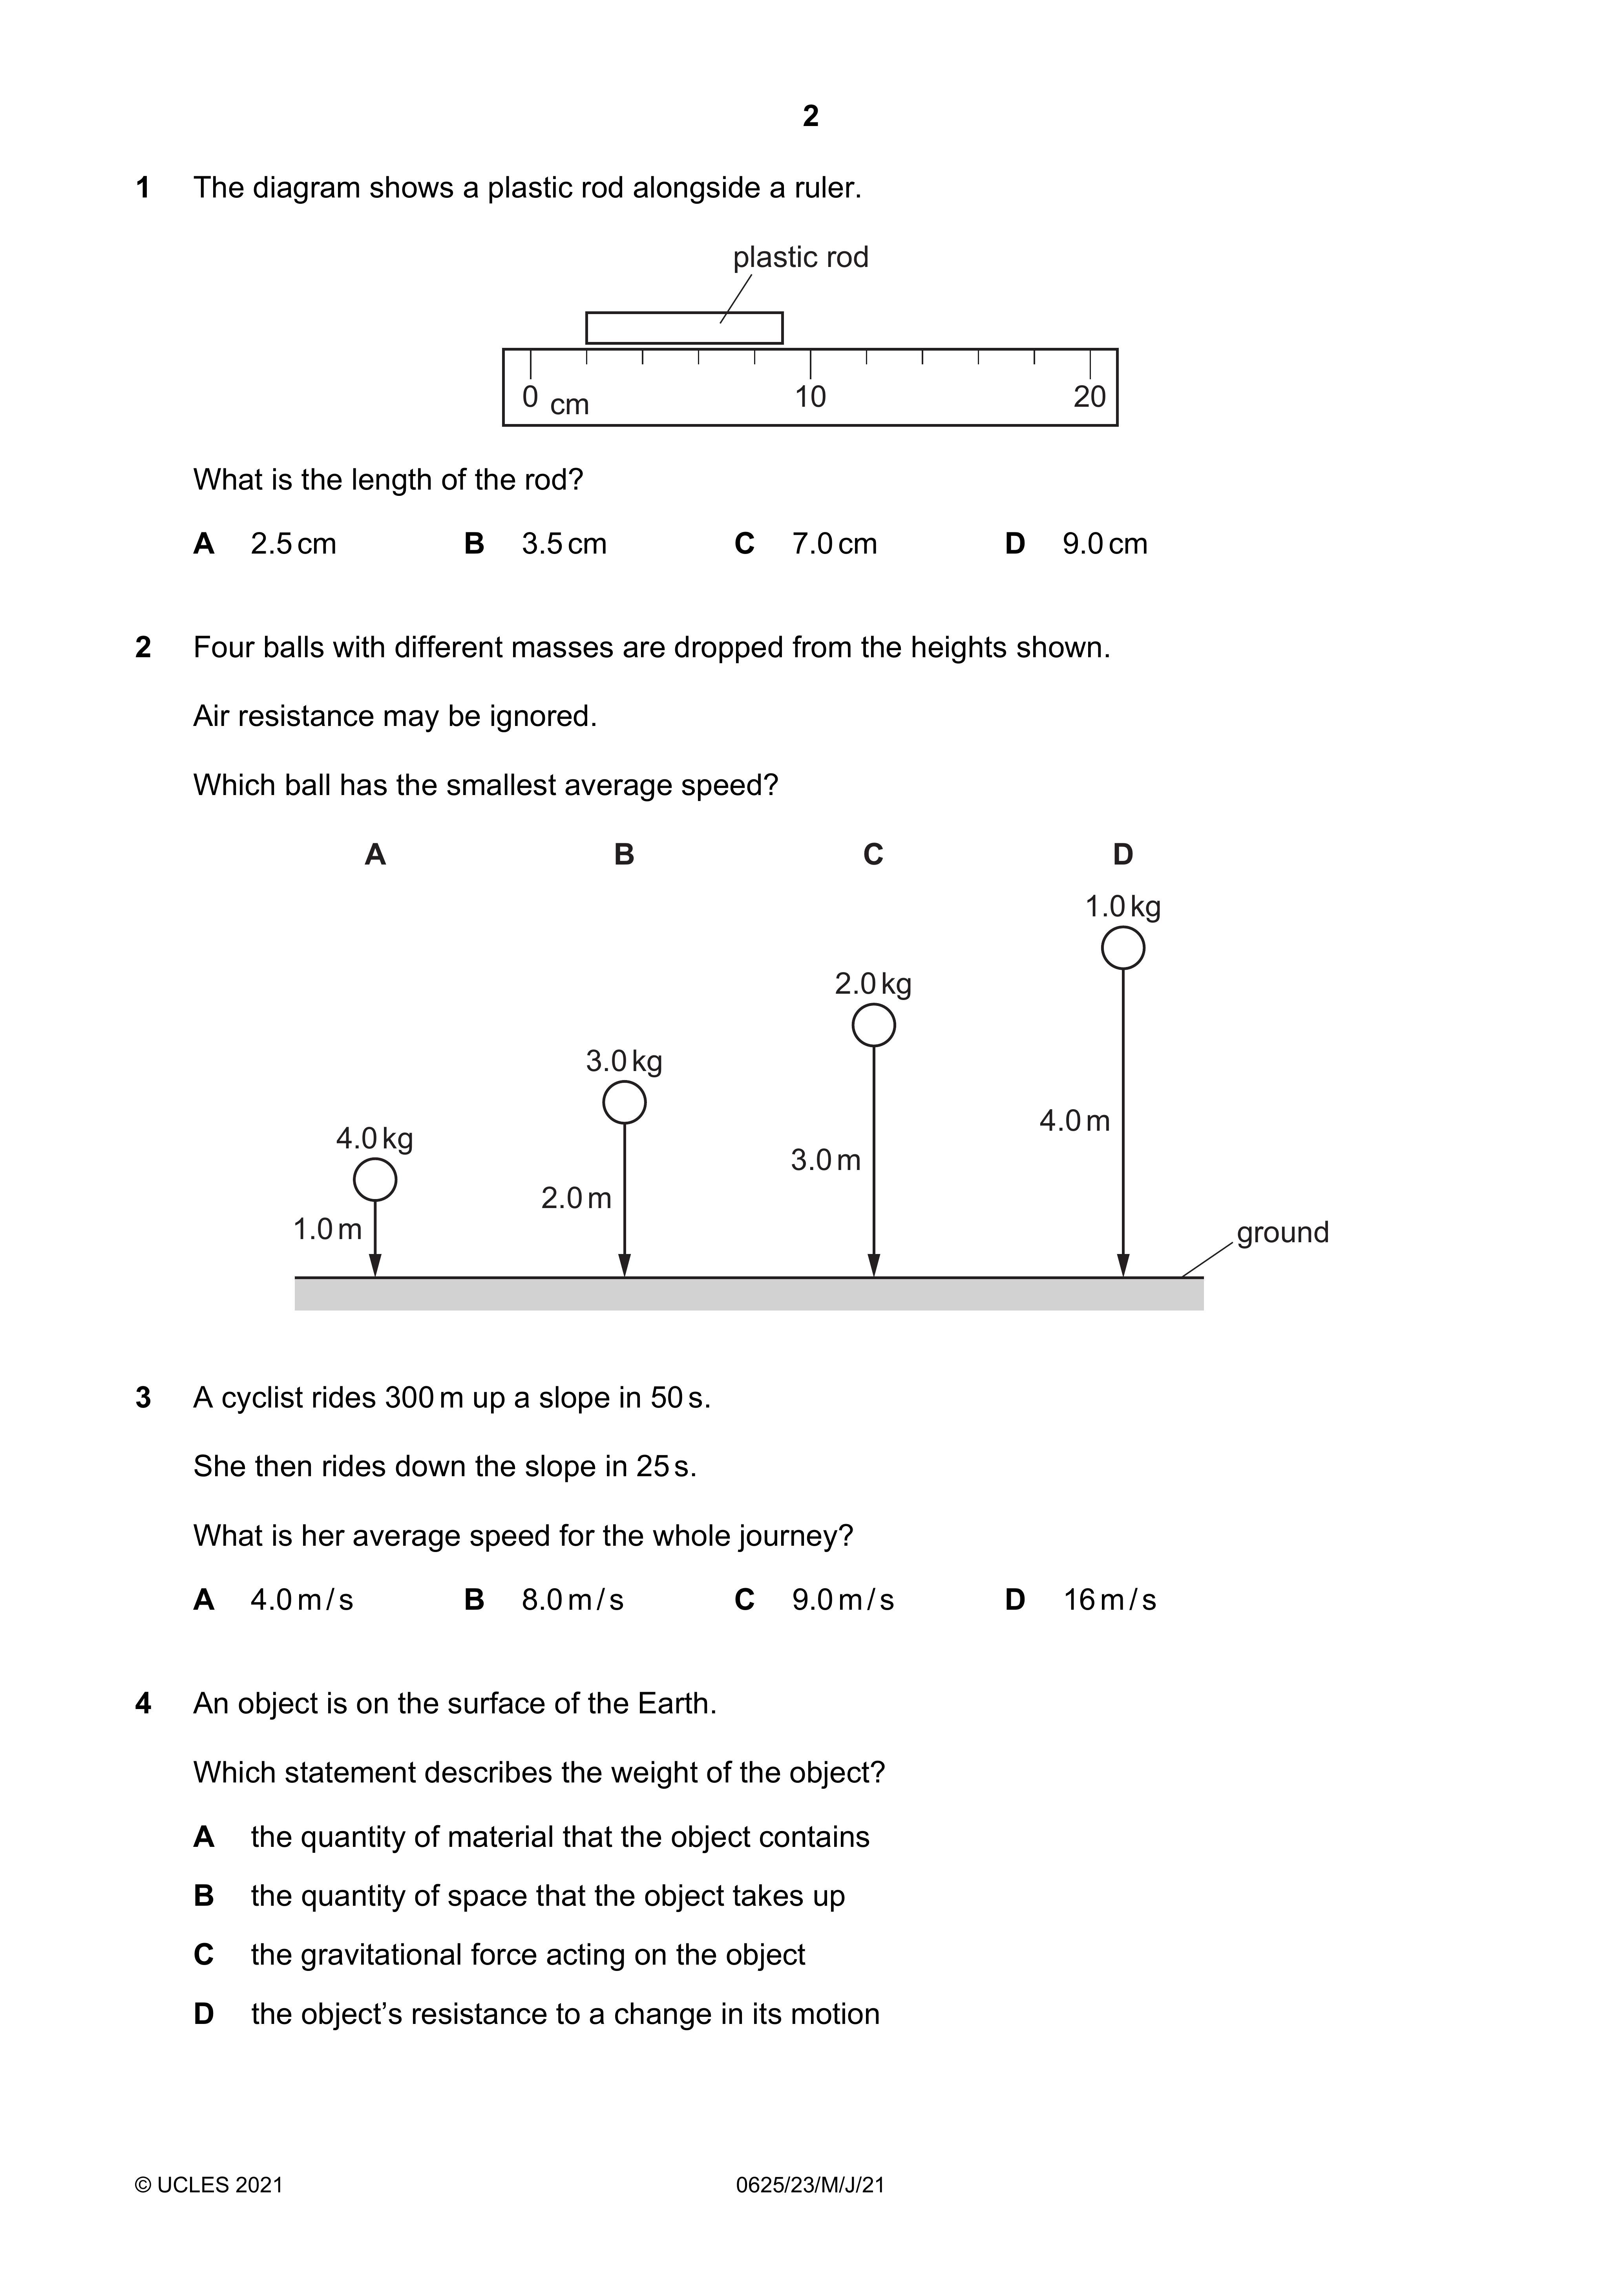 2
1 The diagram shows a plastic rod alongside a ruler.
plastic rod
0 cm 10 20
What is the length of the rod?
A 2.5 cm B 3.5 cm C 7.0 cm D 9.0 cm
2 Four balls with different masses are dropped from the heights shown.
Air resistance may be ignored.
Which ball has the smallest average speed?
A B C D
1.0 kg
2.0 kg
3.0 kg
4.0 m
4.0 kg
3.0 m
2.0 m
1.0 m
ground
3 A cyclist rides 300 m up a slope in 50 s.
She then rides down the slope in 25 s.
What is her average speed for the whole journey?
A 4.0 m / s B 8.0 m / s C 9.0 m / s D 16 m / s
4 An object is on the surface of the Earth.
Which statement describes the weight of the object?
A the quantity of material that the object contains
B the quantity of space that the object takes up
C the gravitational force acting on the object
D the object’s resistance to a change in its motion
© UCLES 2021 0625/23/M/J/21